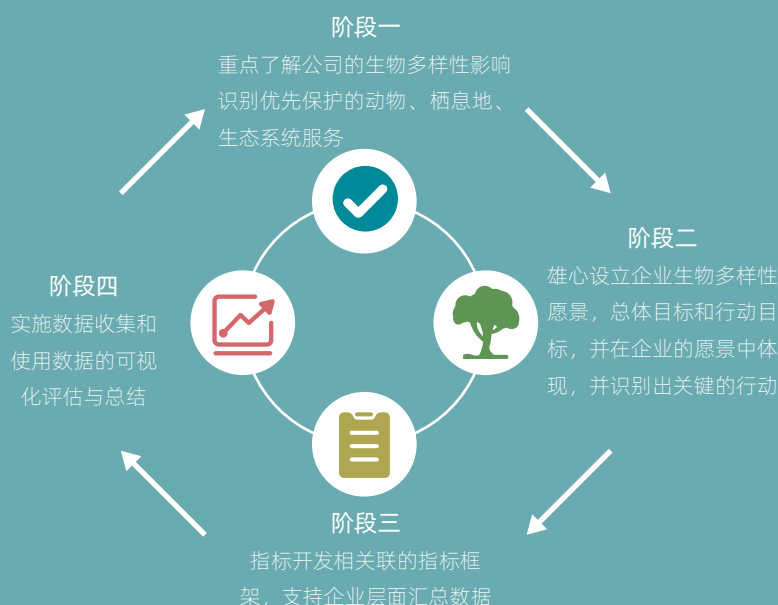 阶段一
重点了解公司的生物多样性影响
识别优先保护的动物、栖息地、
生态系统服务
阶段二
雄心设立企业生物多样性
愿景，总体目标和行动目
标，并在企业的愿景中体
现，并识别出关键的行动
阶段三
指标开发相关联的指标框
架，支持企业层面汇总数据
阶段四
实施数据收集和
使用数据的可视
化评估与总结